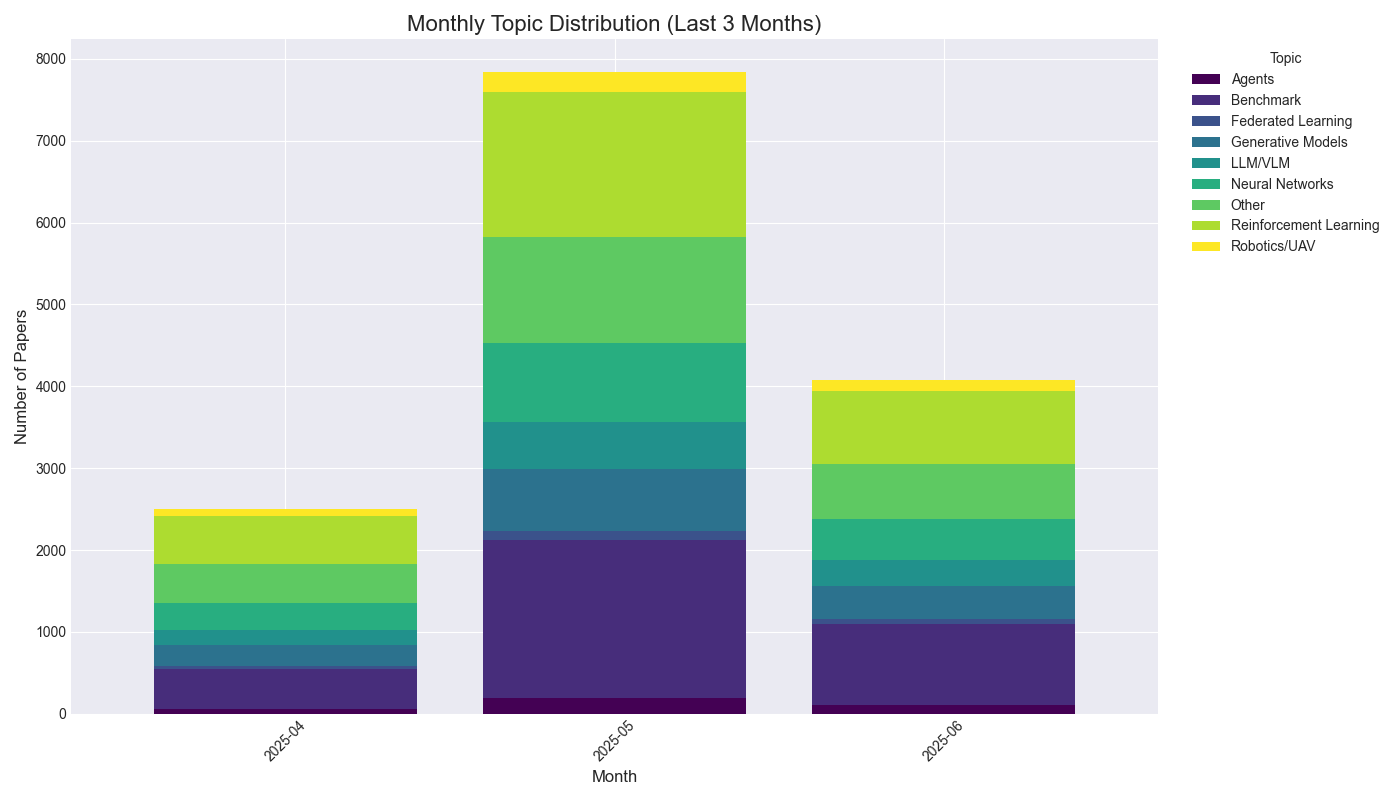 Monthly Topic Distribution (Last 3 Months)
Number of Papers
8000
7000
6000
5000
4000
3000
2000
1000
0
2025-04
2025-05
2025-06
Month
Topic
Agents
Benchmark
Federated Learning
Generative Models
LLM/VLM
Neural Networks
Other
Reinforcement Learning
Robotics/UAV